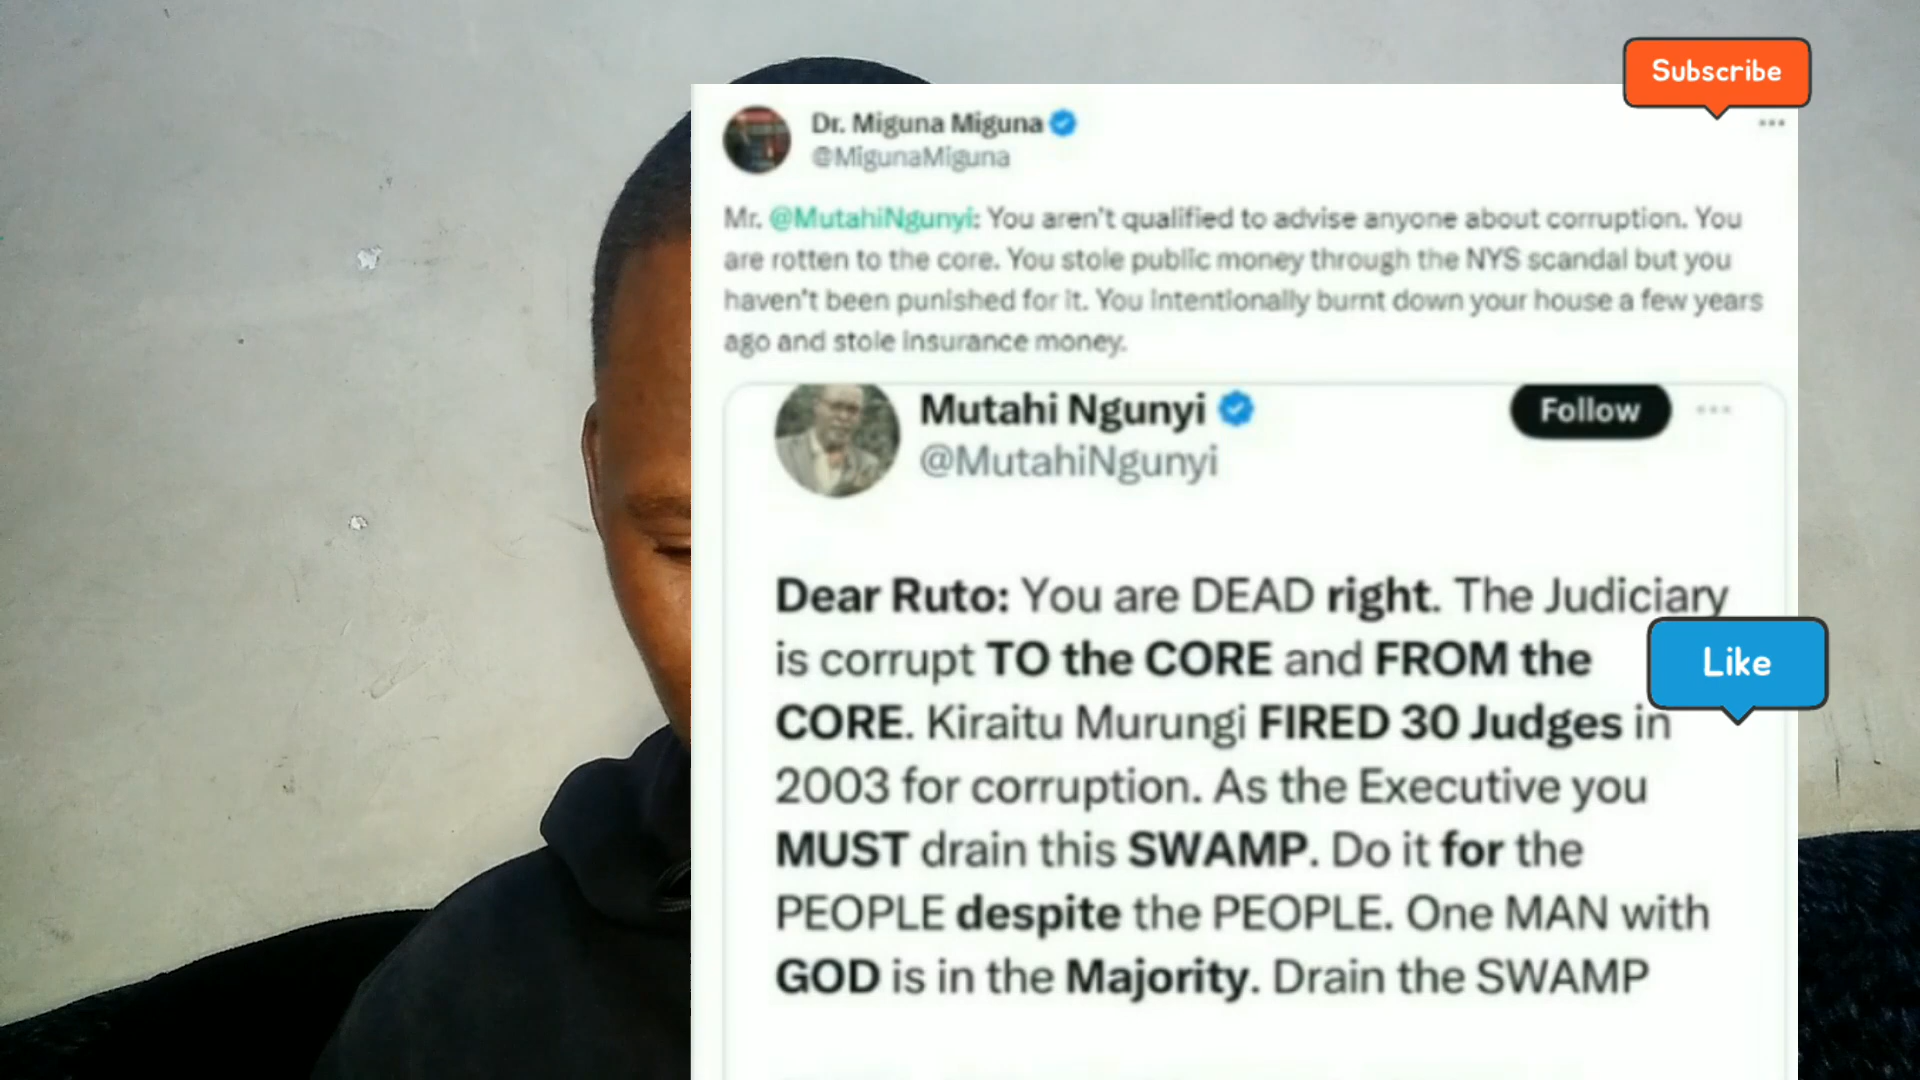 Subscribe
Dr. Miguna Miguna
@MigunaMiguna
Mr. @MutahiNgunyi: You aren't qualified to advise anyone about corruption. You
are rotten to the core. You stole public money through the NYS scandal but you
haven't been punished for it. You intentionally burnt down your house a few years
ago and stole insurance money.
Mutahi Ngunyi
Follow
@MutahiNgunyi
Dear Ruto: You are DEAD right. The Judiciary
is corrupt TO the CORE and FROM the
Like
CORE. Kiraitu Murungi FIRED 30 Judges in
2003 for corruption. As the Executive you
MUST drain this SWAMP. Do it for the
PEOPLE despite the PEOPLE. One MAN with
GOD is in the Majority. Drain the SWAMP